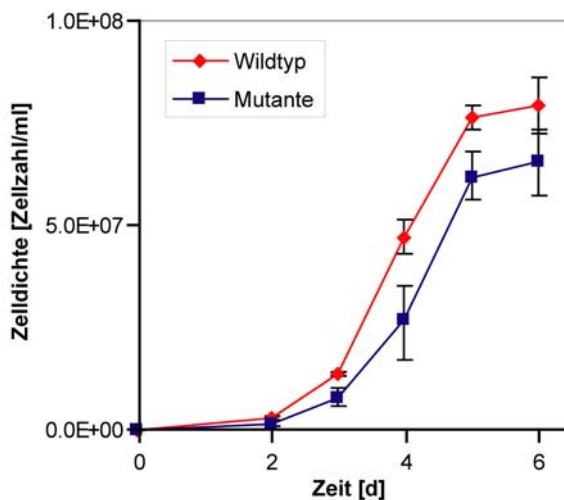 1.0E+08
Wildtyp
Mutante
Zelldichte [Zellzahl/ml]
5.0E+07
0.0E+00
0 2 4 6
Zeit [d]